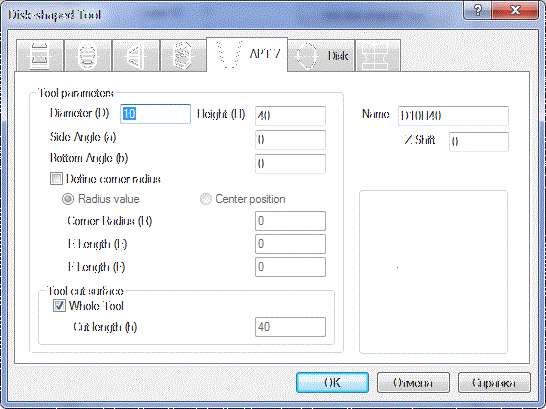 Disk-shaped Tool
APT 7
Disk
Tool parameters
Diameter (D) 10 Height (H) 40
Name D10H40
Side Angle (a) 0
Z Shift 0
Bottom Angle (b) 0
Define corner radius
Radius value Center position
Corner Radius (R) 0
E Length (E) 0
F Length (F) 0
Tool cut surface
Whole Tool
Cut length (h) 40
OK Отмена Справка